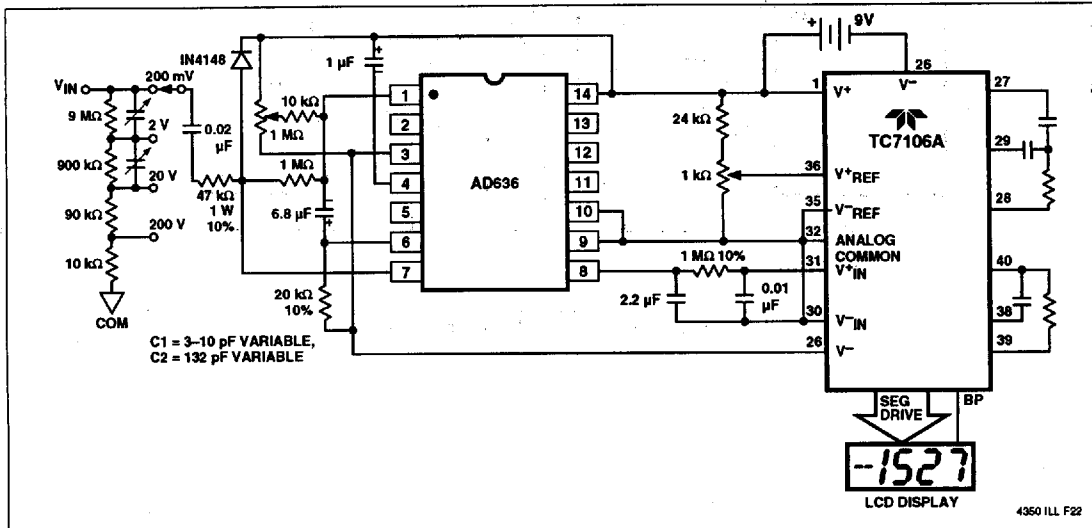 VIN
9 MΩ
900 kΩ
90 kΩ
10 kΩ
COM
200 mV
2 V
20 V
200 V
0.02
µF
47 kΩ
1 W
10%
C1 = 3–10 pF VARIABLE,
C2 = 132 pF VARIABLE
IN4148
1 µF
10 kΩ
1 MΩ
1 MΩ
6.8 µF
20 kΩ
10%
1
2
3
4
5
6
7
AD636
14
13
12
11
10
9
8
24 kΩ
1 kΩ
1 MΩ 10%
2.2 µF
0.01
µF
+
9V
26
V−
1
V+
TC7106A
36
V+REF
35
V−REF
32
ANALOG
COMMON
31
V+IN
30
V−IN
26
V−
27
29
28
40
38
39
SEG
DRIVE
BP
-1527
LCD DISPLAY
4350 ILL F22